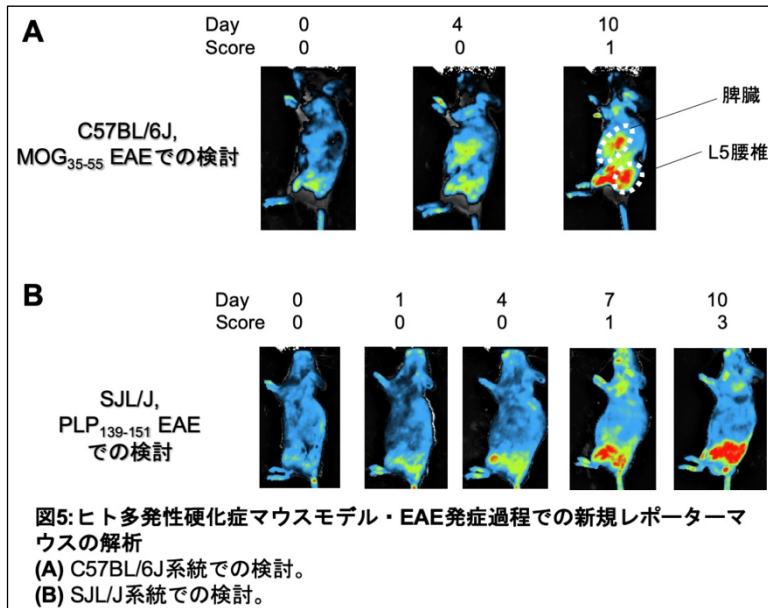 A
Day 0 4 10
Score 0 0 1
脾臓
C57BL/6J,
MOG35-55 EAEでの検討
L5腰椎
B
Day 0 1 4 7 10
Score 0 0 0 1 3
SJL/J,
PLP139-151 EAE
での検討
図5:ヒト多発性硬化症マウスモデル・EAE発症過程での新規レポーターマ
ウスの解析
(A) C57BL/6J系統での検討。
(B) SJL/J系統での検討。